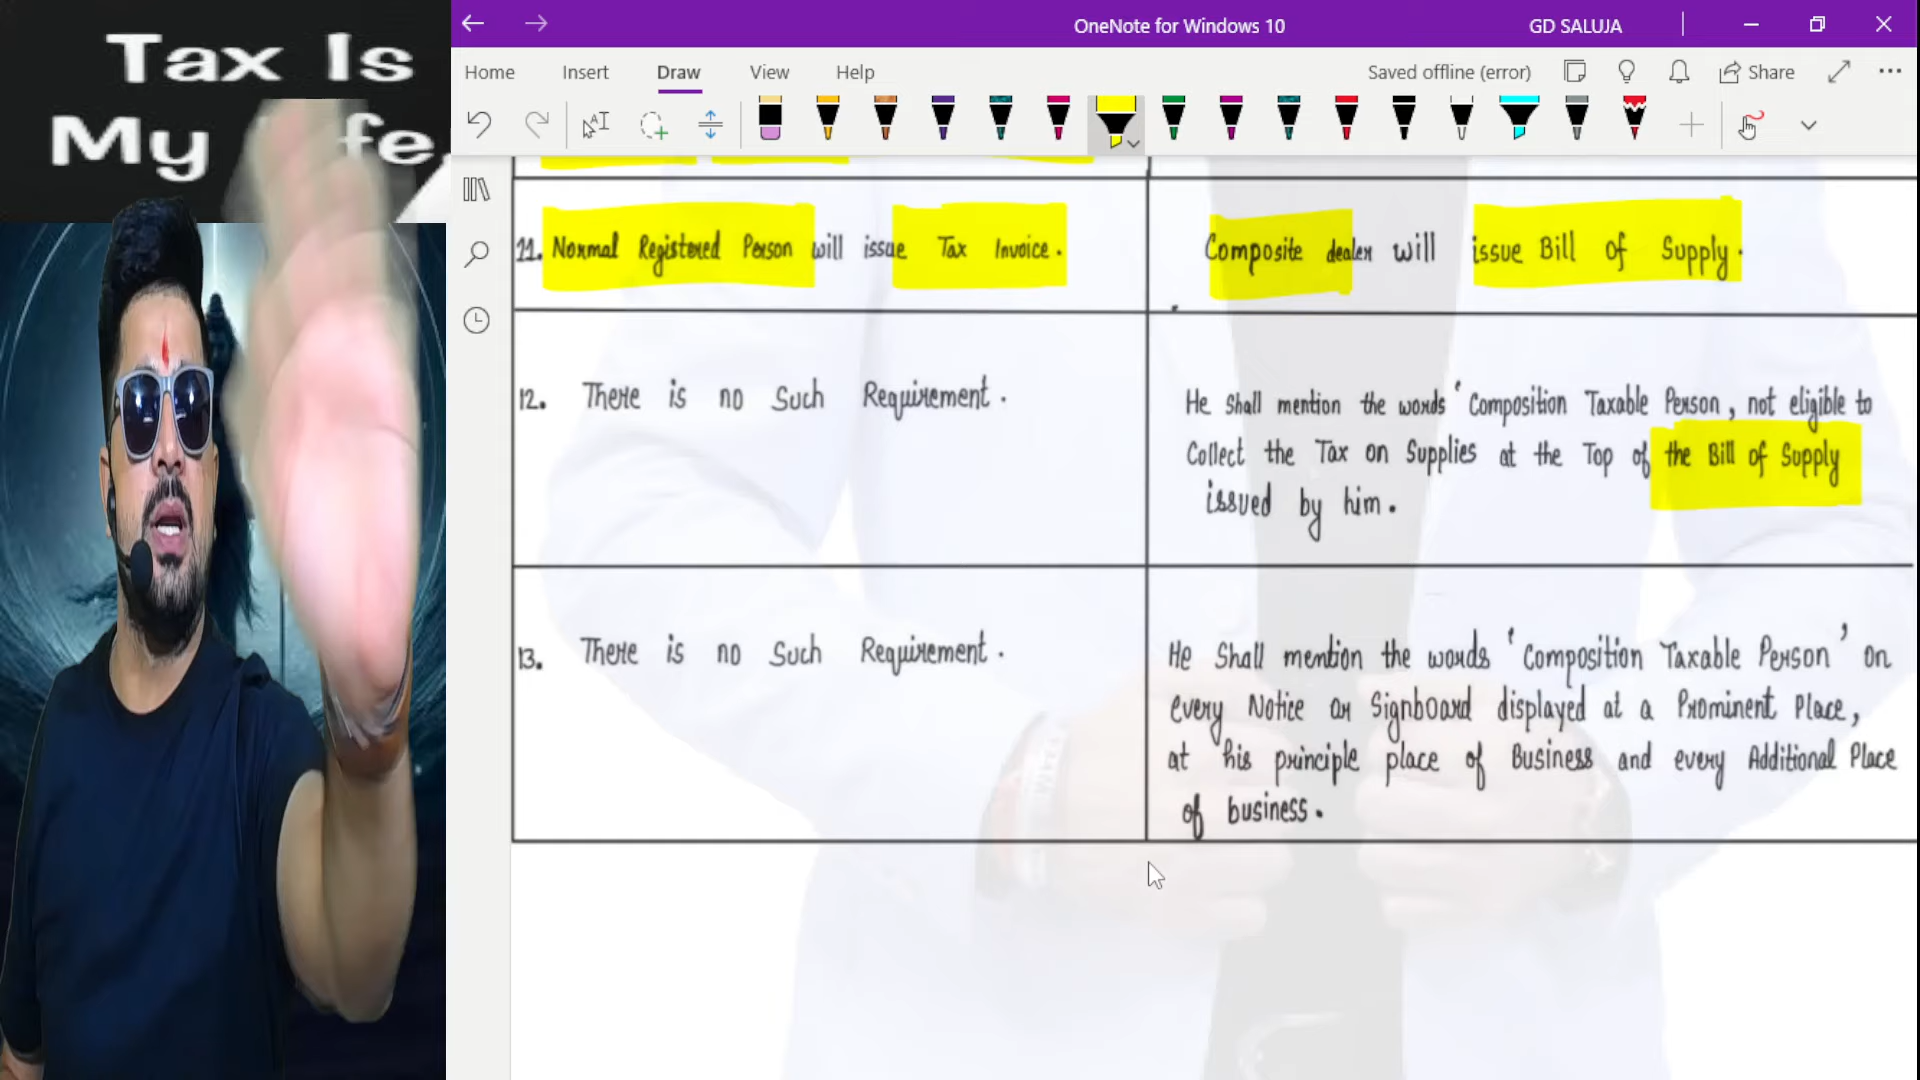 Tax Is
My fe.
OneNote for Windows 10
GD SALUJA
Home Insert Draw View Help
Saved offline (error)
Share
11. Normal Registered Person will issue Tax Invoice.
Composite dealer will issue Bill of Supply.
12. There is no Such Requirement.
He Shall mention the words 'Composition Taxable Person, not eligible to
Collect the Tax on Supplies at the Top of the Bill of Supply
issued by him.
13. There is no Such Requirement.
He Shall mention the words 'Composition Taxable Person' on
every Notice or Signboard displayed at a Prominent Place,
at his principle place of Business and every Additional Place
of business.